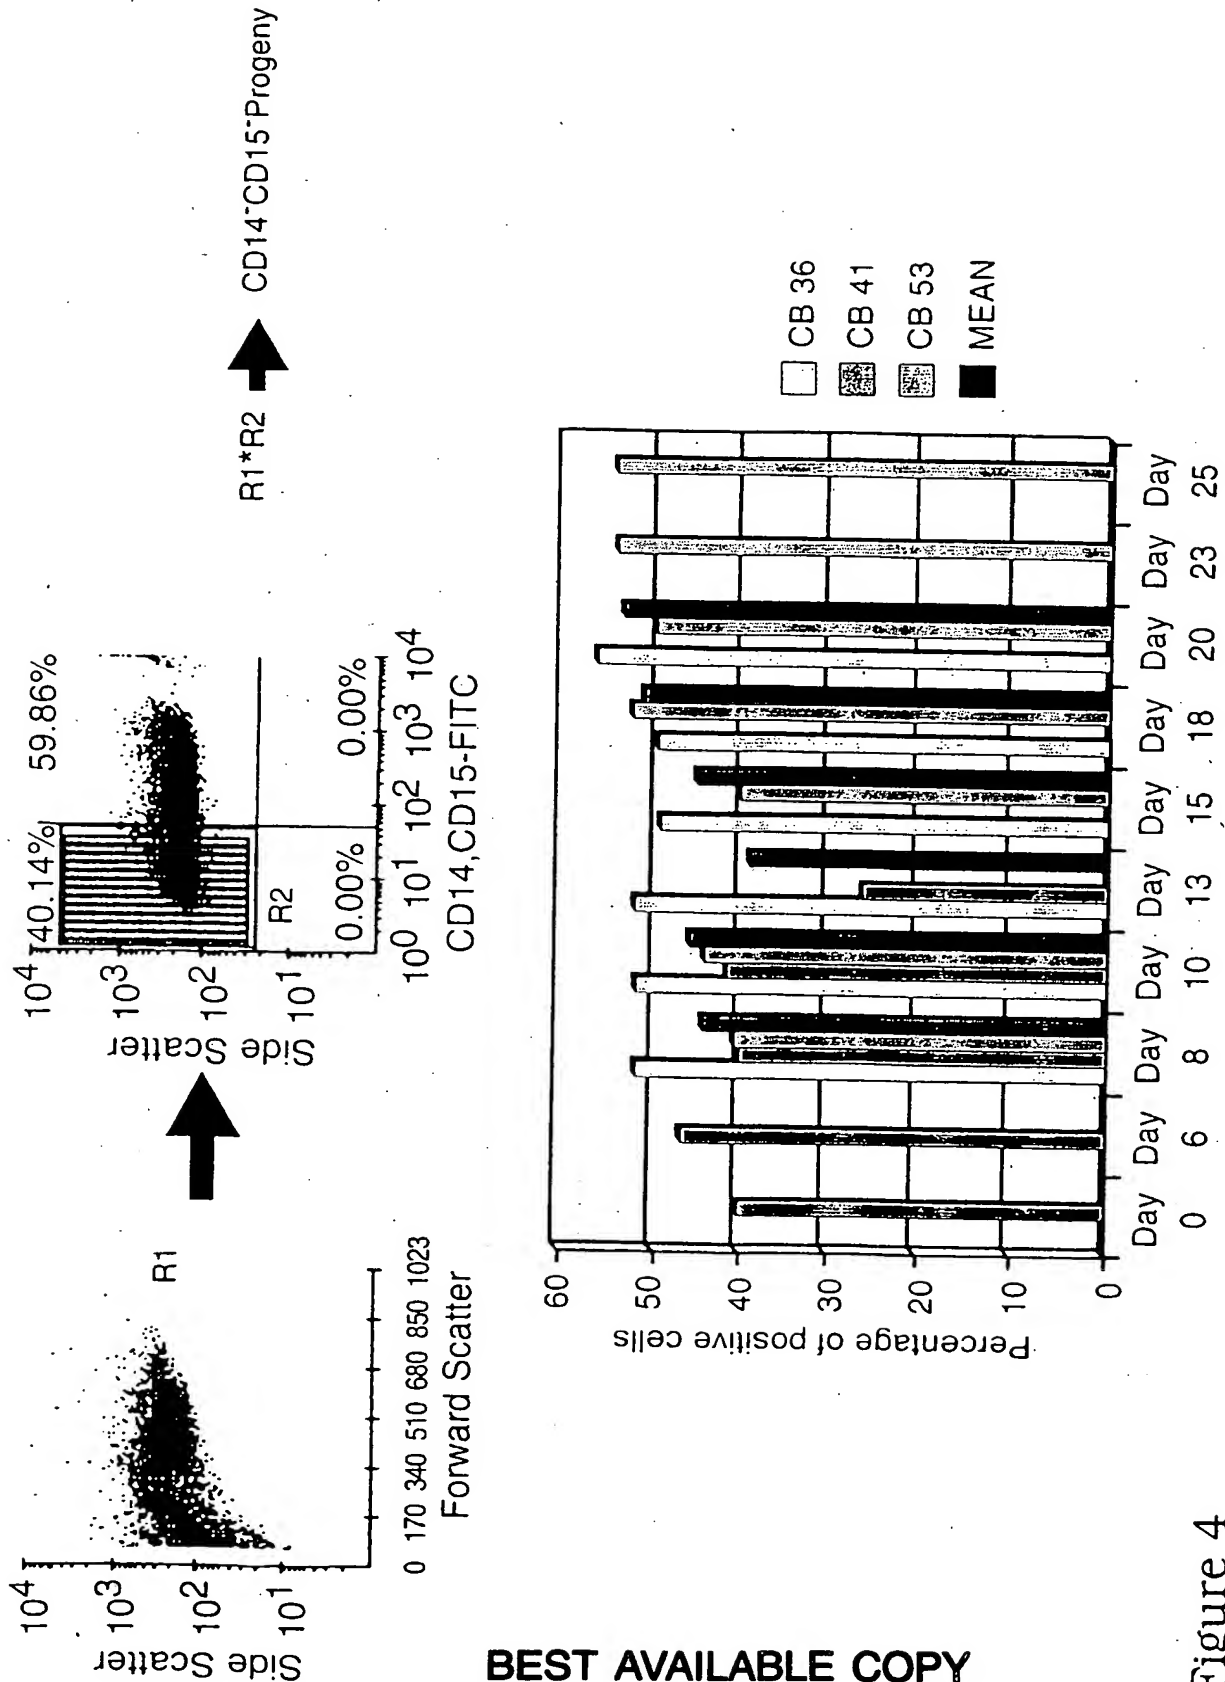 10⁴
10³
10²
10¹
Side Scatter
0 170 340 510 680 850 1023
Forward Scatter
R1
10⁴
10³
10²
10¹
Side Scatter
40.14%
59.86%
R2
0.00%
0.00%
10⁰ 10¹ 10² 10³ 10⁴
CD14,CD15-FITC
R1*R2
CD14⁻CD15⁻Progeny
60
50
40
30
20
10
0
Percentage of positive cells
Day Day Day Day Day Day Day Day Day Day
0 6 8 10 13 15 18 20 23 25
CB 36
CB 41
CB 53
MEAN
Figure 4
BEST AVAILABLE COPY